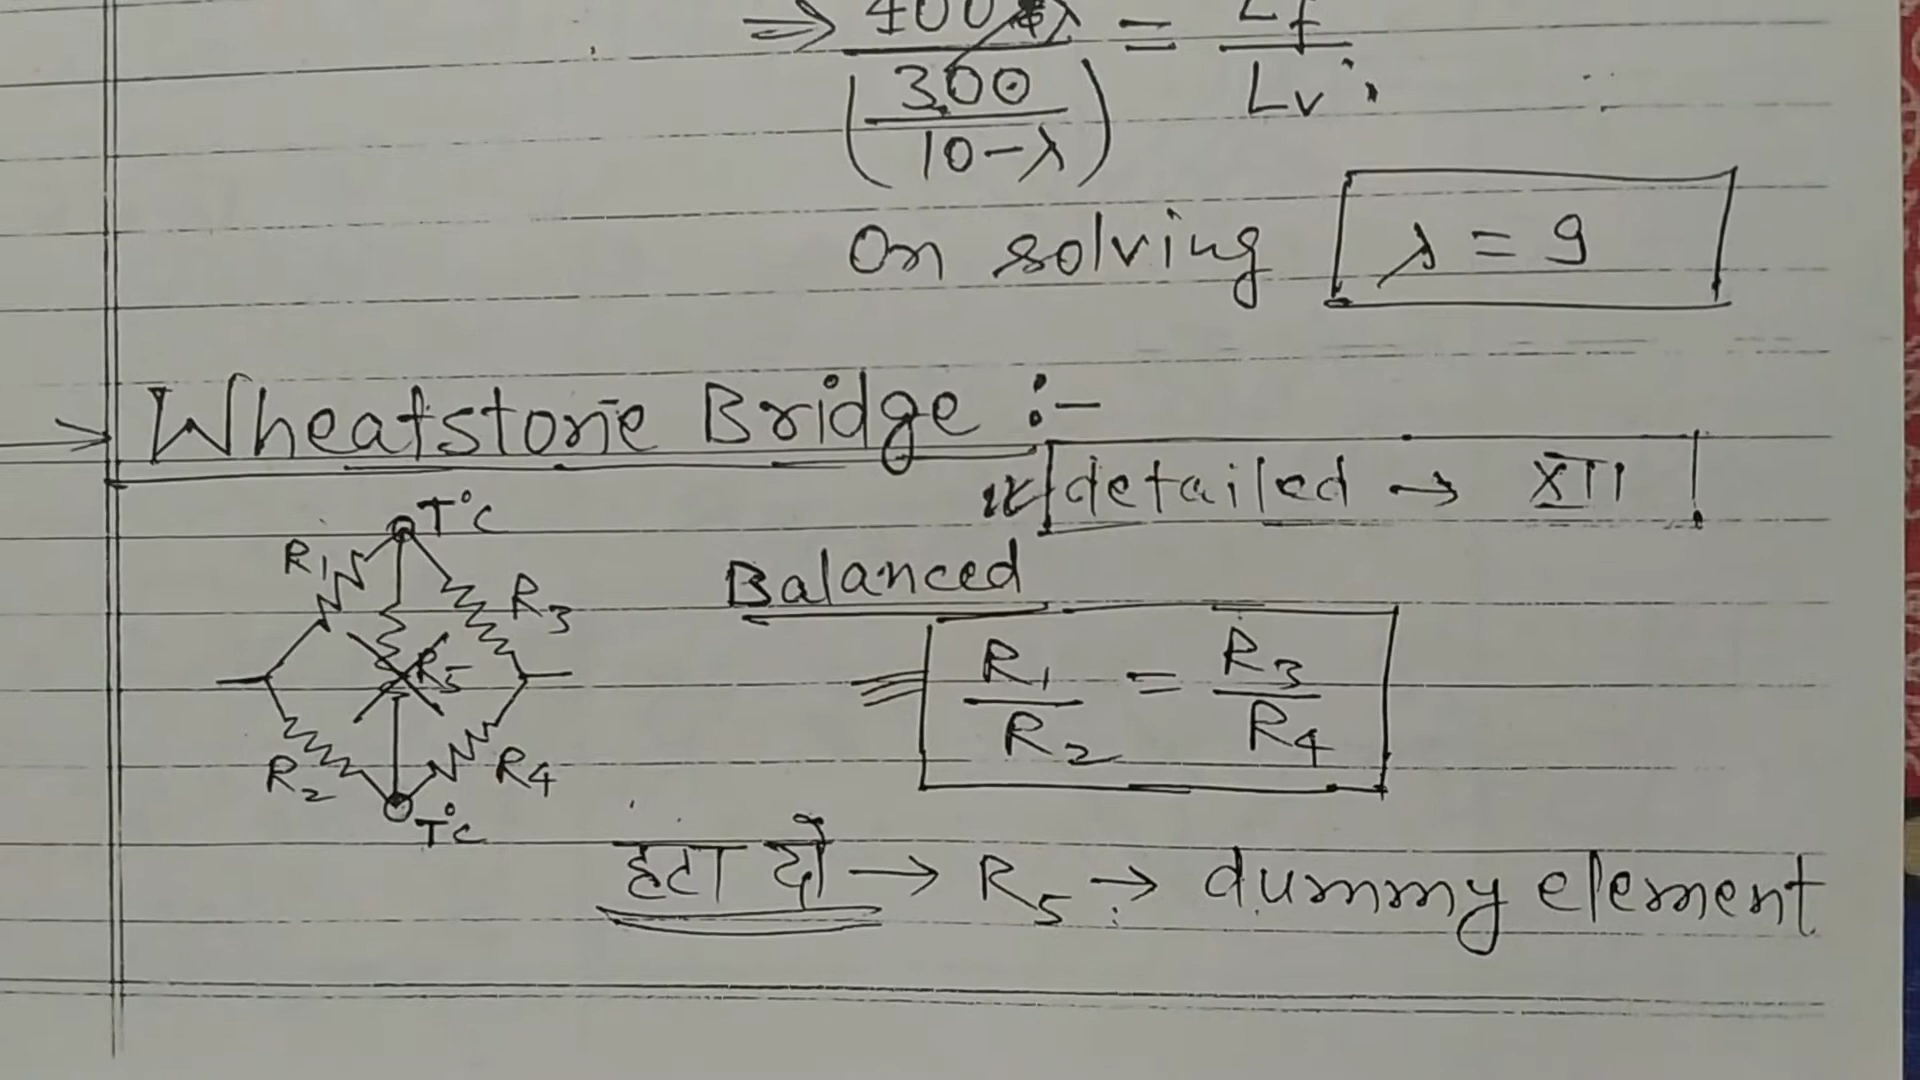 ⇒ 400/λ = Lf
(300 / 10-λ) Lv
On solving λ = 9
→ Wheatstone Bridge :-
detailed → XII
T°C
R1
R3
Balanced
R5
R1/R2 = R3/R4
R2
R4
T°C
हटा दो → R5 → dummy element